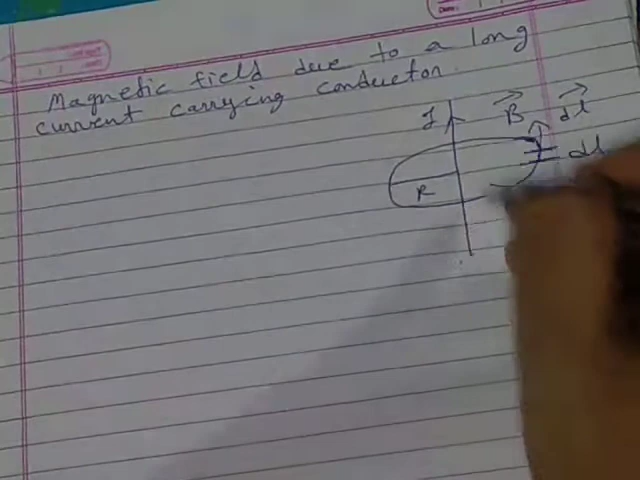 Magnetic field due to a long
current carrying conductor.
I
B
dl
dl
R